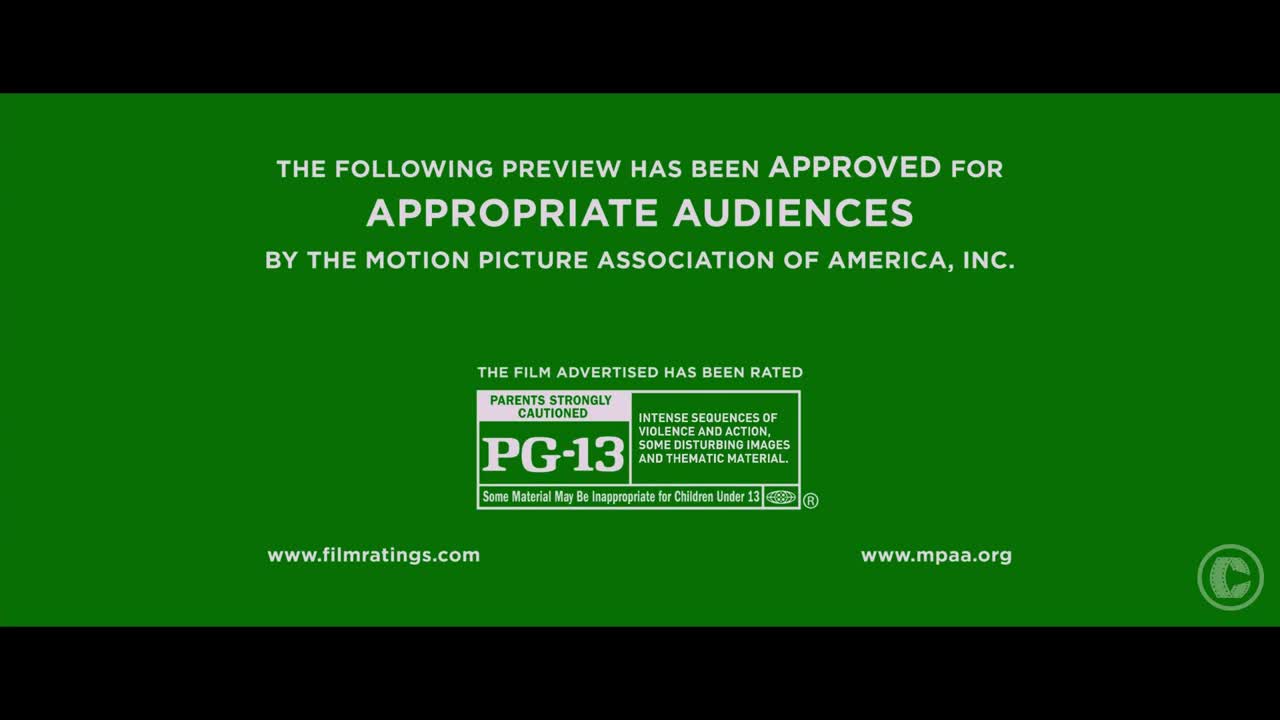 THE FOLLOWING PREVIEW HAS BEEN APPROVED FOR
APPROPRIATE AUDIENCES
BY THE MOTION PICTURE ASSOCIATION OF AMERICA, INC.
THE FILM ADVERTISED HAS BEEN RATED
PARENTS STRONGLY
CAUTIONED
PG-13
INTENSE SEQUENCES OF
VIOLENCE AND ACTION,
SOME DISTURBING IMAGES
AND THEMATIC MATERIAL.
Some Material May Be Inappropriate for Children Under 13
®
www.filmratings.com
www.mpaa.org